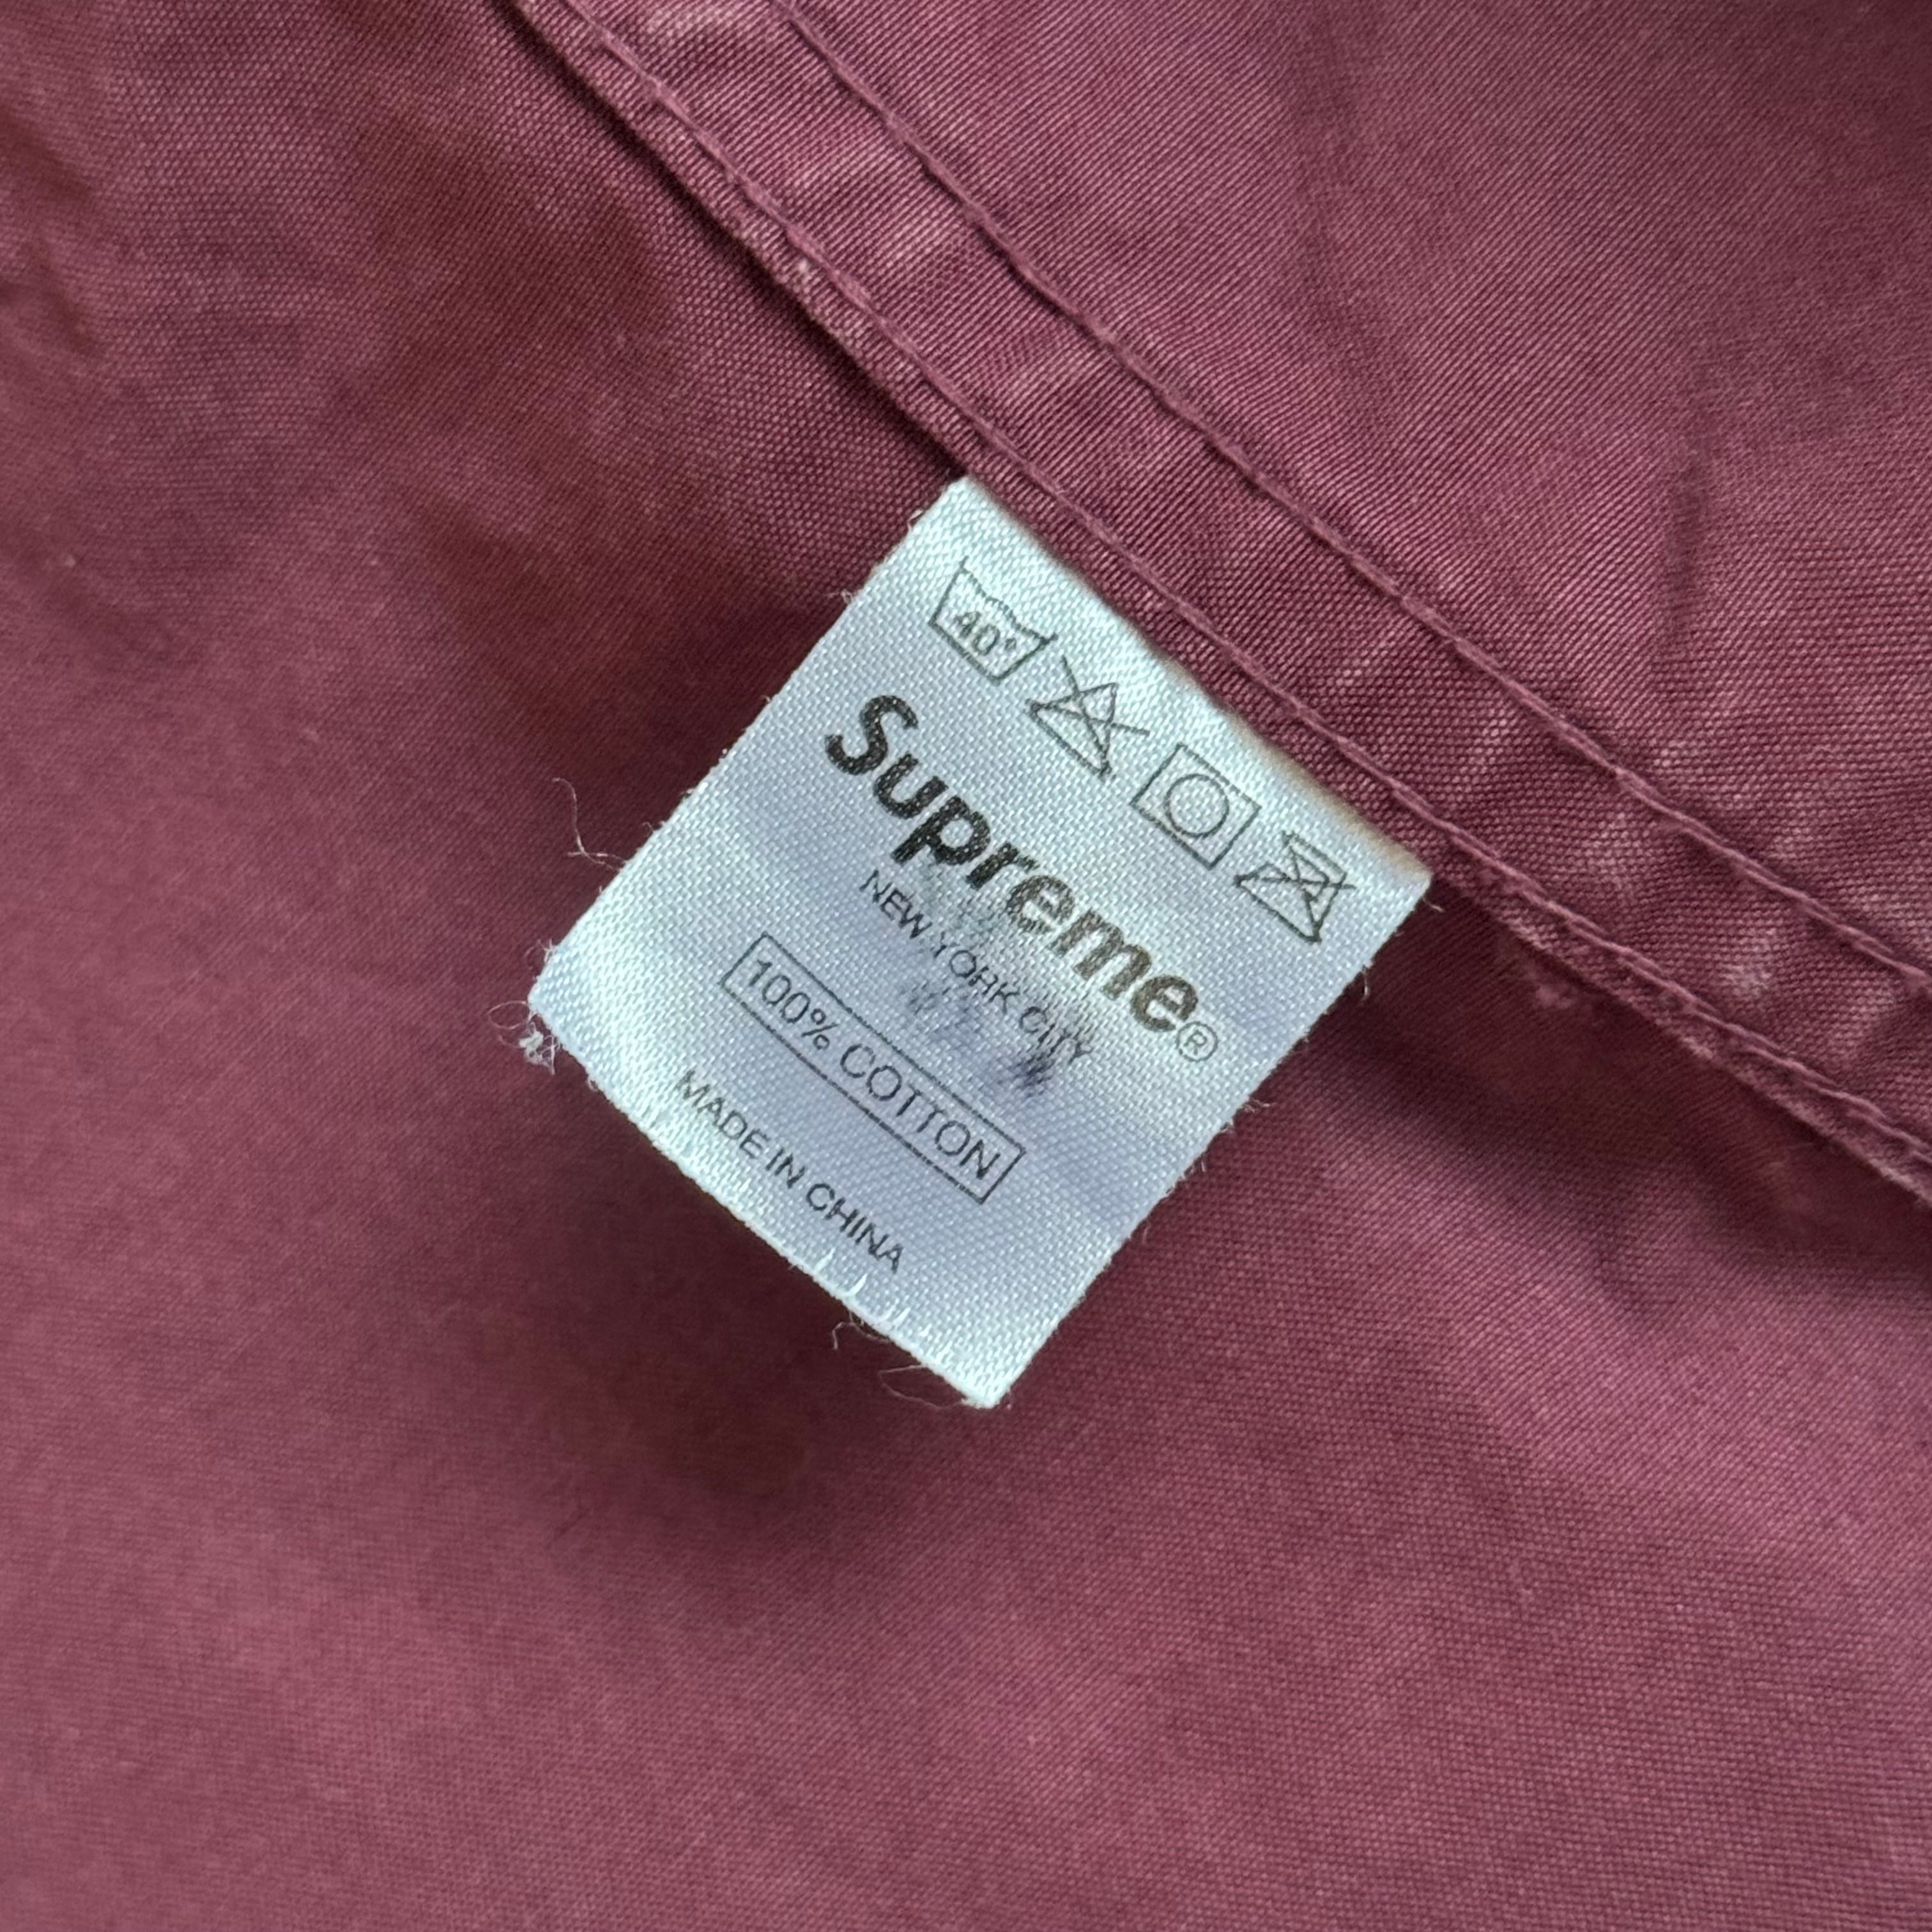 40°
Supreme®
NEW YORK CITY
100% COTTON
MADE IN CHINA